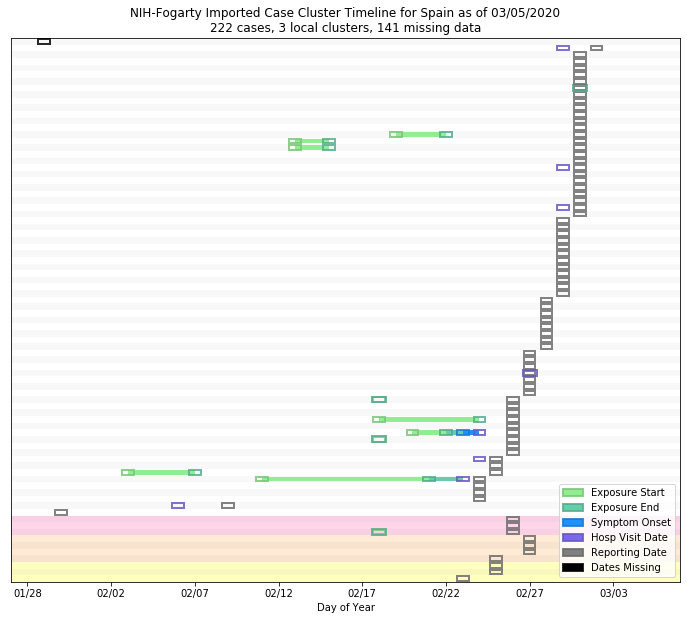 NIH-Fogarty Imported Case Cluster Timeline for Spain as of 03/05/2020
222 cases, 3 local clusters, 141 missing data
Exposure Start
Exposure End
Symptom Onset
Hosp Visit Date
Reporting Date
Dates Missing
01/28 02/02 02/07 02/12 02/17 02/22 02/27 03/03
Day of Year